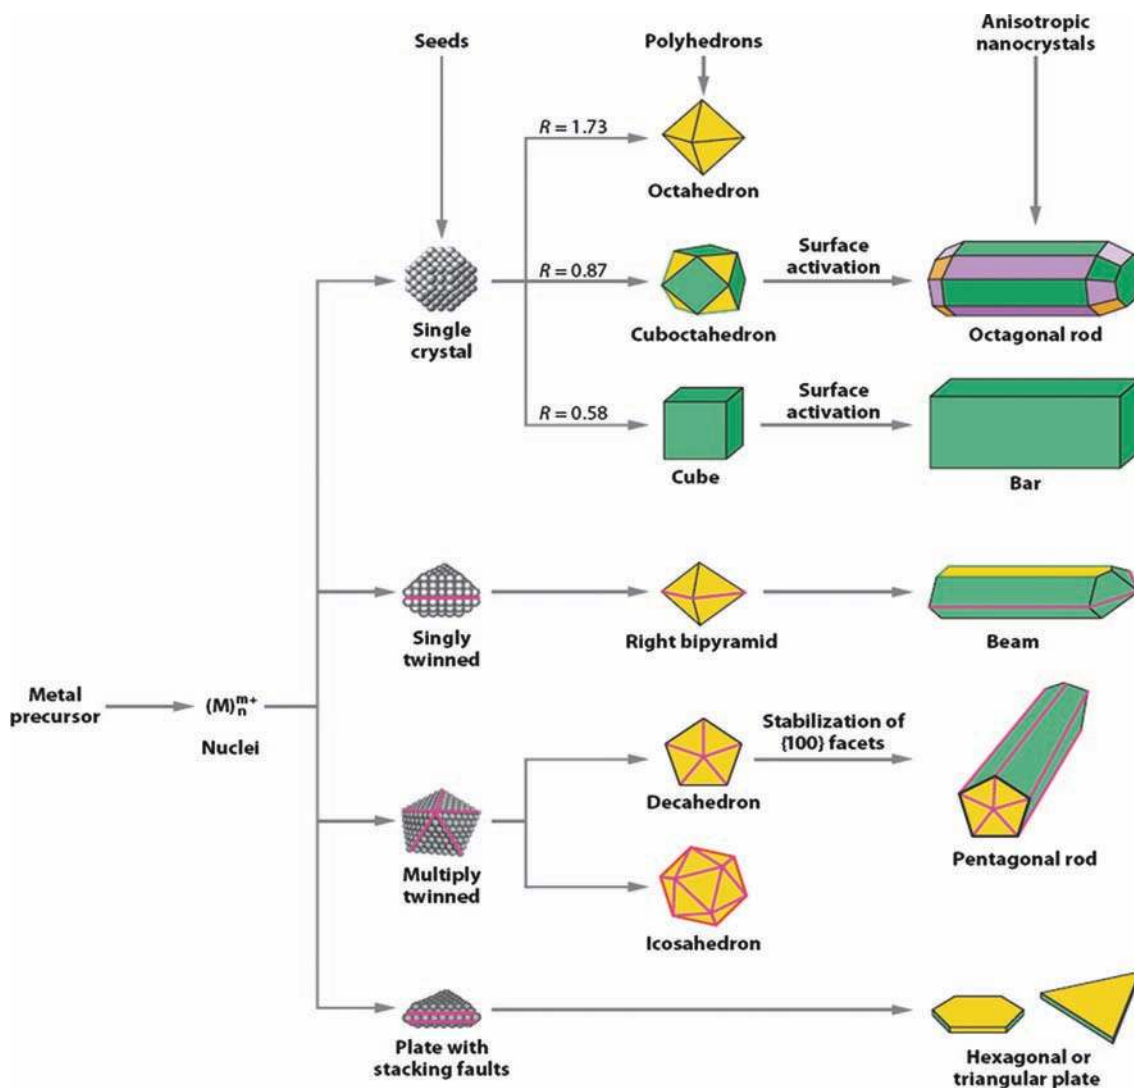 Seeds
Polyhedrons
Anisotropic
nanocrystals
R = 1.73
Octahedron
R = 0.87
Surface
activation
Single
crystal
Cuboctahedron
Octagonal rod
R = 0.58
Surface
activation
Cube
Bar
Singly
twinned
Right bipyramid
Beam
Metal
precursor
(M)ₙᵐ⁺
Nuclei
Stabilization of
{100} facets
Decahedron
Multiply
twinned
Pentagonal rod
Icosahedron
Plate with
stacking faults
Hexagonal or
triangular plate